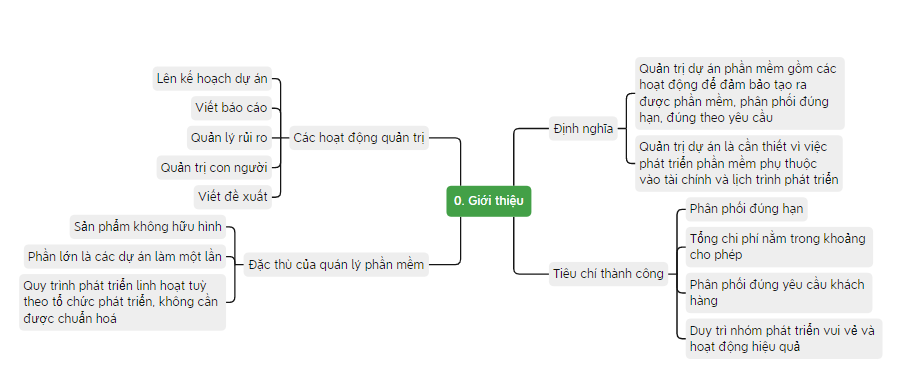 Lên kế hoạch dự án
Viết báo cáo
Quản lý rủi ro
Quản trị con người
Viết đề xuất
Các hoạt động quản trị
Sản phẩm không hữu hình
Phần lớn là các dự án làm một lần
Quy trình phát triển linh hoạt tuỳ
theo tổ chức phát triển, không cần
được chuẩn hoá
Đặc thù của quán lý phần mềm
0. Giới thiệu
Định nghĩa
Quản trị dự án phần mềm gồm các
hoạt động để đảm bảo tạo ra
được phần mềm, phân phối đúng
hạn, đúng theo yêu cầu
Quản trị dự án là cần thiết vì việc
phát triển phần mềm phụ thuộc
vào tài chính và lịch trình phát triển
Tiêu chí thành công
Phân phối đúng hạn
Tổng chi phí nằm trong khoảng
cho phép
Phân phối đúng yêu cầu khách
hàng
Duy trì nhóm phát triển vui vẻ và
hoạt động hiệu quả